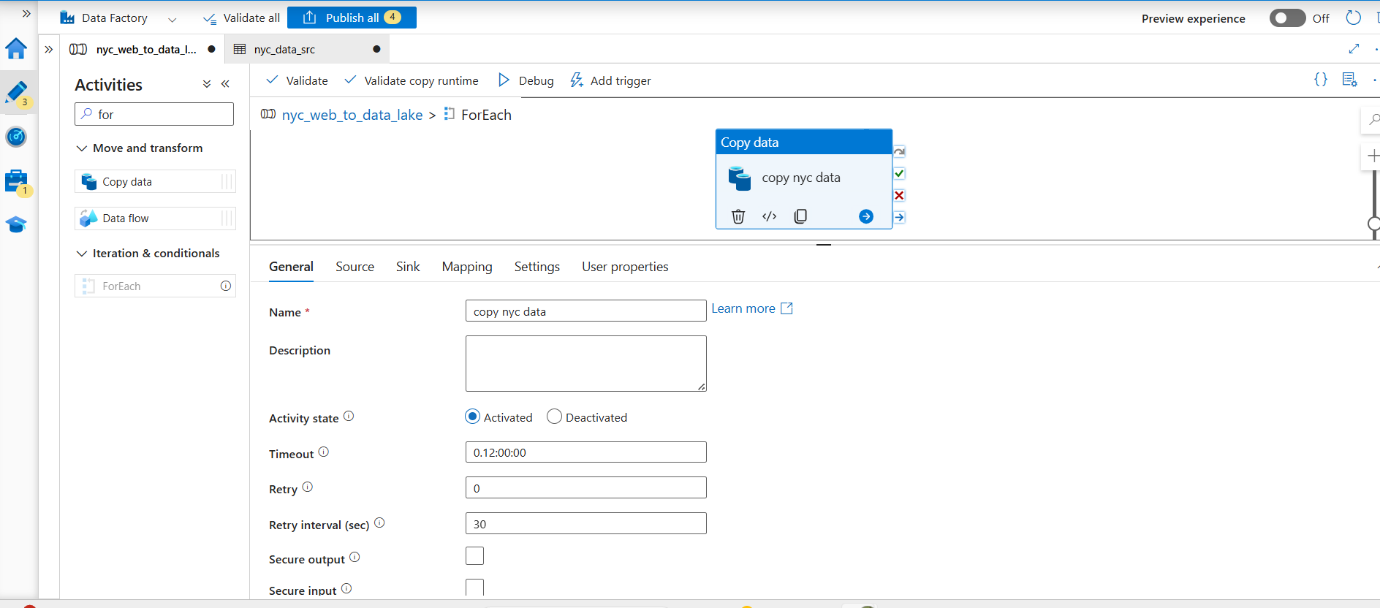 Data Factory
Validate all
Publish all 4
Preview experience
Off
nyc_web_to_data_l...
nyc_data_src
3
1
Activities
for
Move and transform
Copy data
Data flow
Iteration & conditionals
ForEach
Validate
Validate copy runtime
Debug
Add trigger
nyc_web_to_data_lake > ForEach
Copy data
copy nyc data
General
Source
Sink
Mapping
Settings
User properties
Name *
copy nyc data
Learn more
Description
Activity state
Activated
Deactivated
Timeout
0.12:00:00
Retry
0
Retry interval (sec)
30
Secure output
Secure input